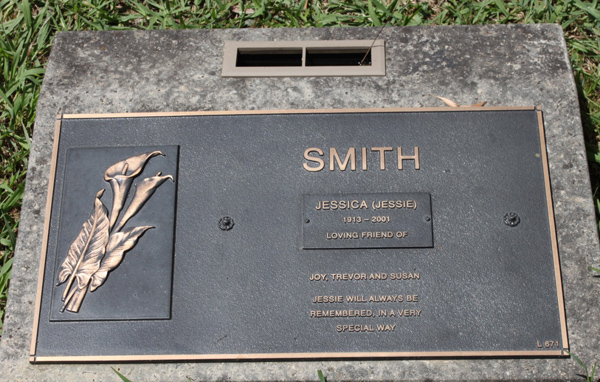 SMITH
JESSICA (JESSIE)
1913 – 2001
LOVING FRIEND OF
JOY, TREVOR AND SUSAN
JESSIE WILL ALWAYS BE
REMEMBERED, IN A VERY
SPECIAL WAY
L 671